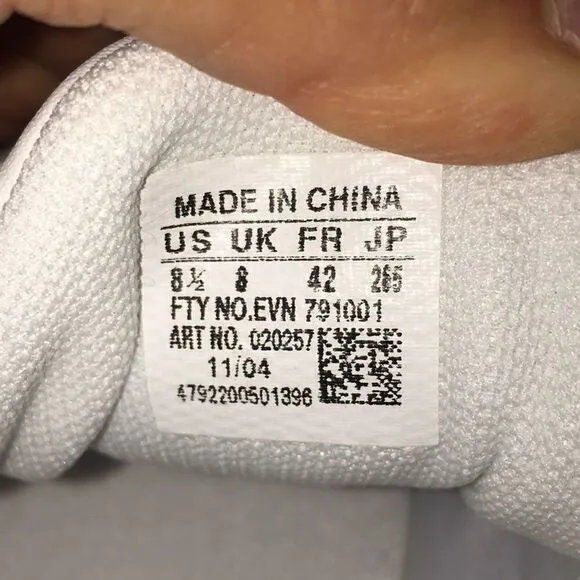 MADE IN CHINA
US UK FR JP
8½ 8 42 265
FTY NO.EVN 791001
ART NO. 020257
11/04
4792200501396